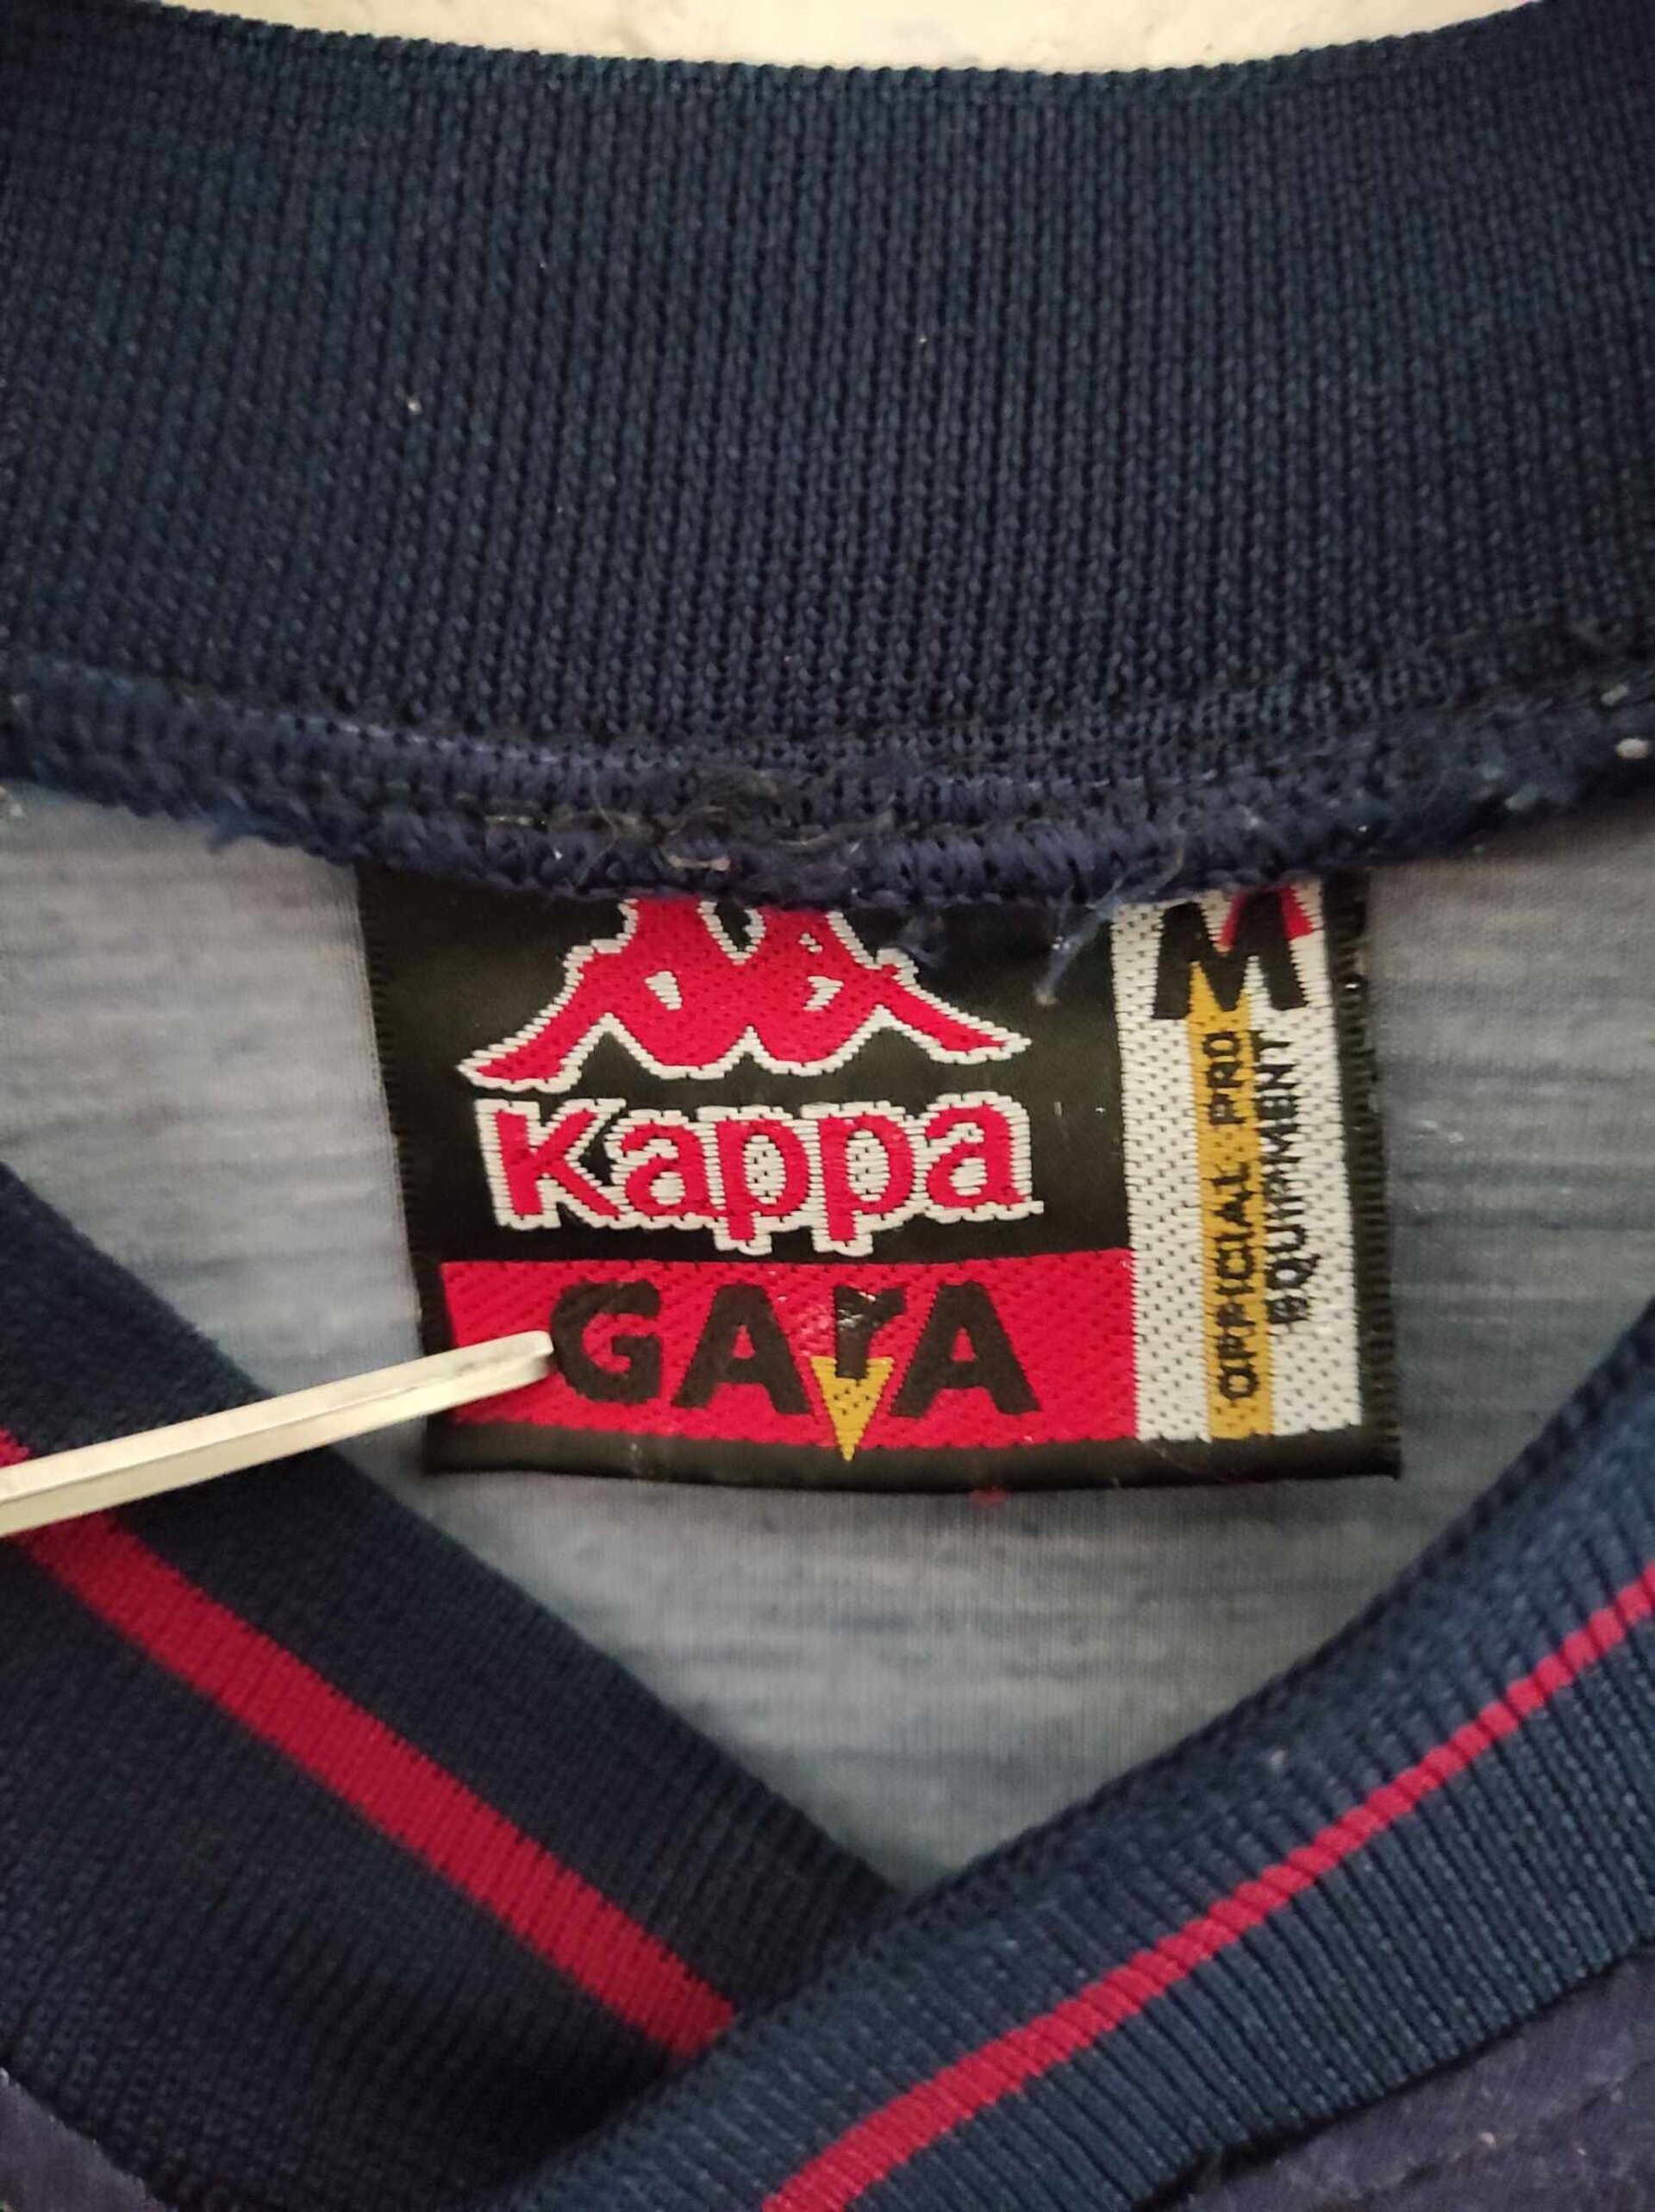 Kappa
GArA
M
OFFICIAL PRO
EQUIPMENT